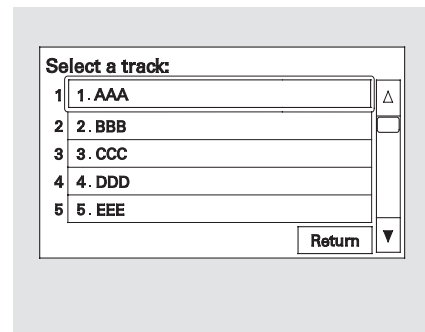 Select a track:
1 1. AAA
2 2. BBB
3 3. CCC
4 4. DDD
5 5. EEE
Return